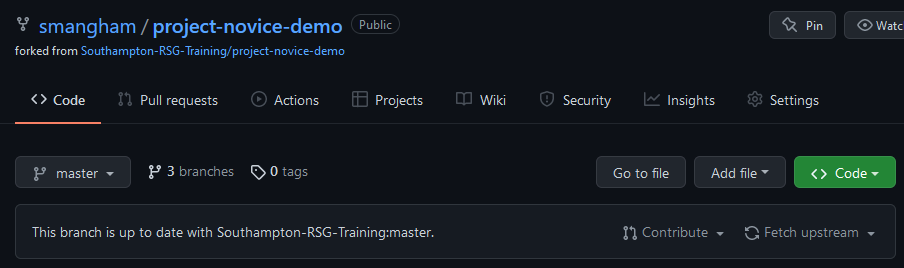 smangham / project-novice-demo Public Pin
forked from Southampton-RSG-Training/project-novice-demo
Code Pull requests Actions Projects Wiki Security Insights Settings
master 3 branches 0 tags Go to file Add file Code
This branch is up to date with Southampton-RSG-Training:master. Contribute Fetch upstream